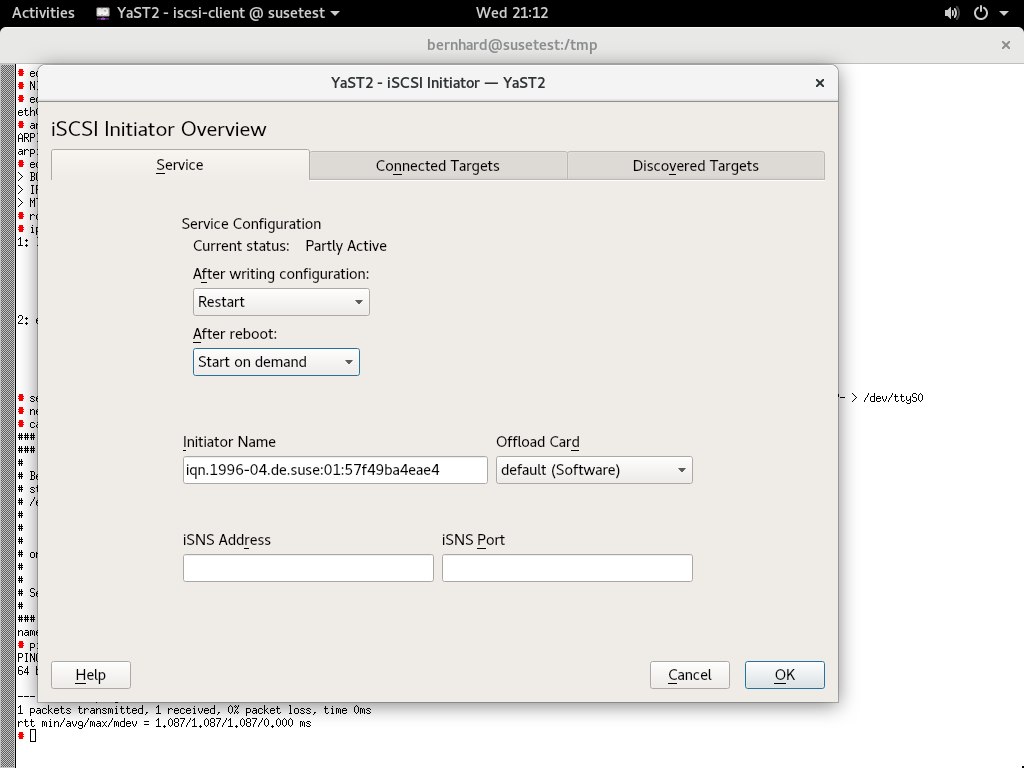 Activities YaST2 - iscsi-client @ susetest Wed 21:12
bernhard@susetest:/tmp
YaST2 - iSCSI Initiator — YaST2
iSCSI Initiator Overview
Service Connected Targets Discovered Targets
Service Configuration
Current status: Partly Active
After writing configuration:
Restart
After reboot:
Start on demand
Initiator Name Offload Card
iqn.1996-04.de.suse:01:57f49ba4eae4 default (Software)
iSNS Address iSNS Port
Help Cancel OK
> /dev/ttyS0
1 packets transmitted, 1 received, 0% packet loss, time 0ms
rtt min/avg/max/mdev = 1.087/1.087/1.087/0.000 ms